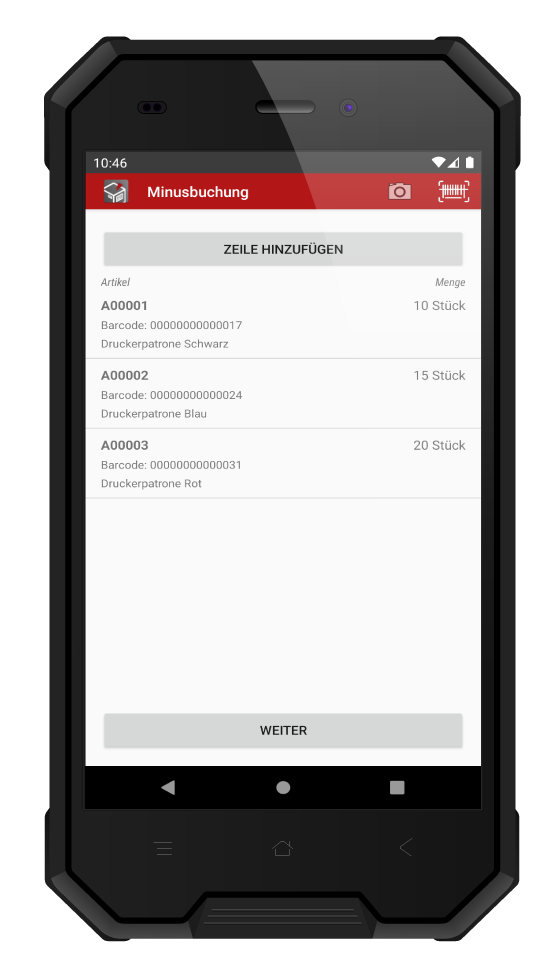 10:46
Minusbuchung
ZEILE HINZUFÜGEN
Artikel Menge
A00001 10 Stück
Barcode: 00000000000017
Druckerpatrone Schwarz
A00002 15 Stück
Barcode: 00000000000024
Druckerpatrone Blau
A00003 20 Stück
Barcode: 00000000000031
Druckerpatrone Rot
WEITER